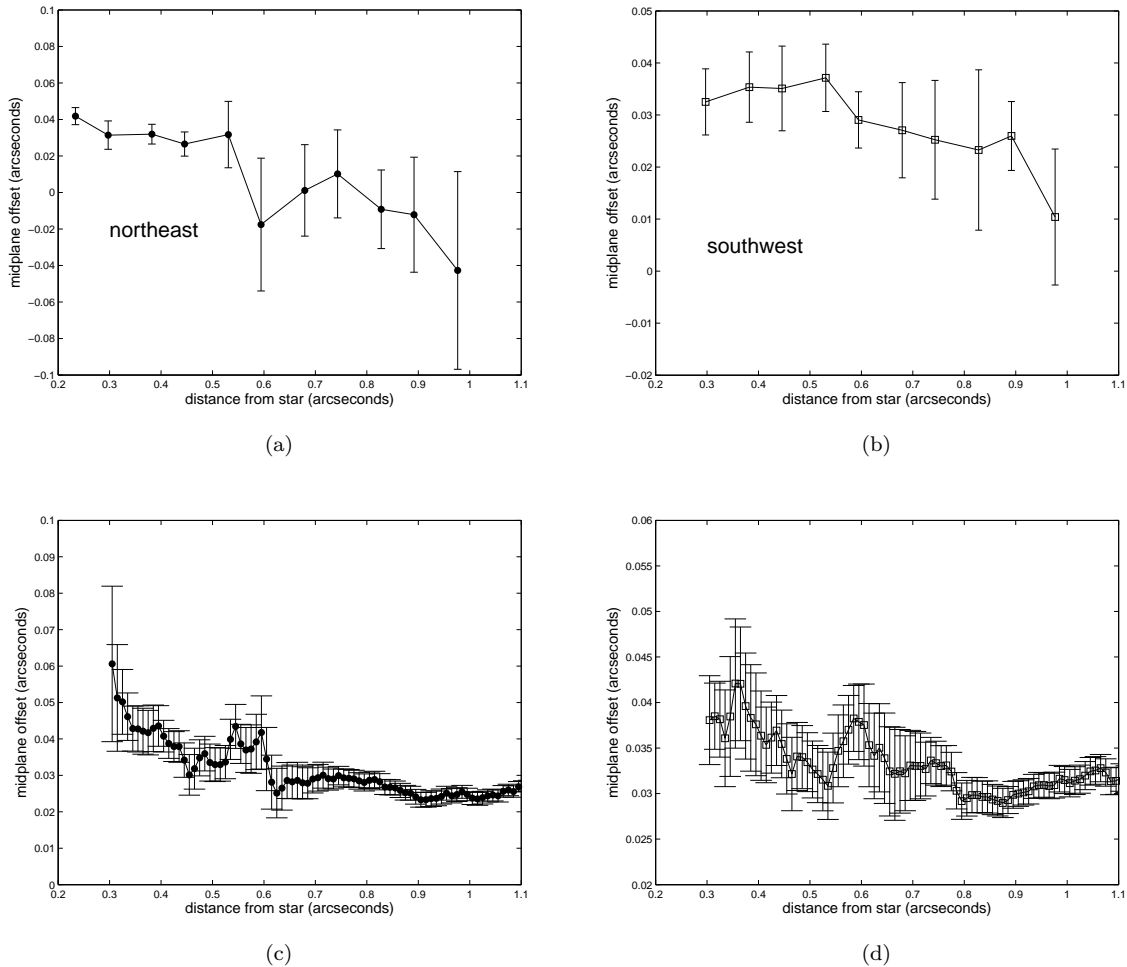 0.1
0.08
0.06
0.04
0.02
0
−0.02
−0.04
−0.06
−0.08
−0.1
midplane offset (arcseconds)
northeast
0.2 0.3 0.4 0.5 0.6 0.7 0.8 0.9 1 1.1
distance from star (arcseconds)
(a)
0.05
0.04
0.03
0.02
0.01
0
−0.01
−0.02
midplane offset (arcseconds)
southwest
0.2 0.3 0.4 0.5 0.6 0.7 0.8 0.9 1 1.1
distance from star (arcseconds)
(b)
0.1
0.09
0.08
0.07
0.06
0.05
0.04
0.03
0.02
0.01
0
midplane offset (arcseconds)
0.2 0.3 0.4 0.5 0.6 0.7 0.8 0.9 1 1.1
distance from star (arcseconds)
(c)
0.06
0.055
0.05
0.045
0.04
0.035
0.03
0.025
0.02
midplane offset (arcseconds)
0.2 0.3 0.4 0.5 0.6 0.7 0.8 0.9 1 1.1
distance from star (arcseconds)
(d)